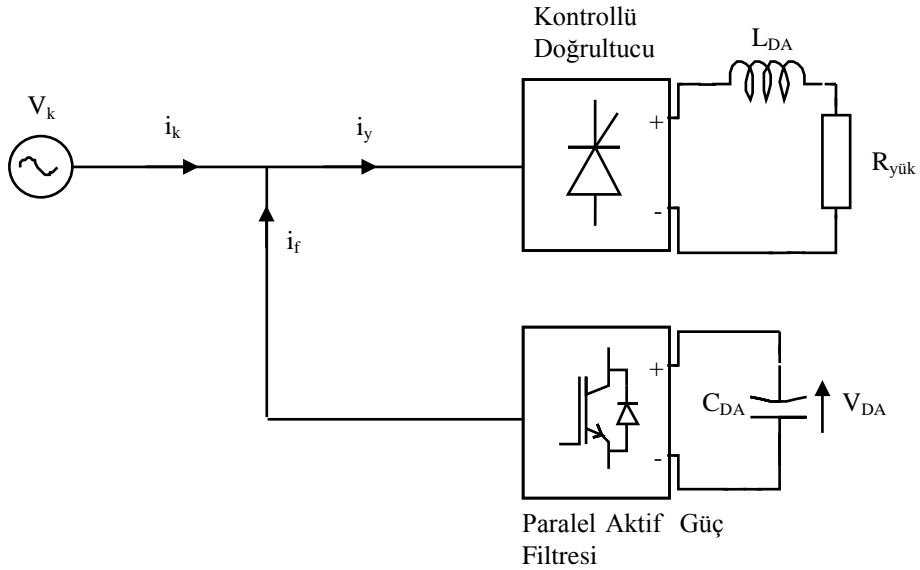 Kontrollü
Doğrultucu
L_DA
V_k
i_k
i_y
+
-
R_yük
i_f
+
-
C_DA
V_DA
Paralel Aktif Güç
Filtresi